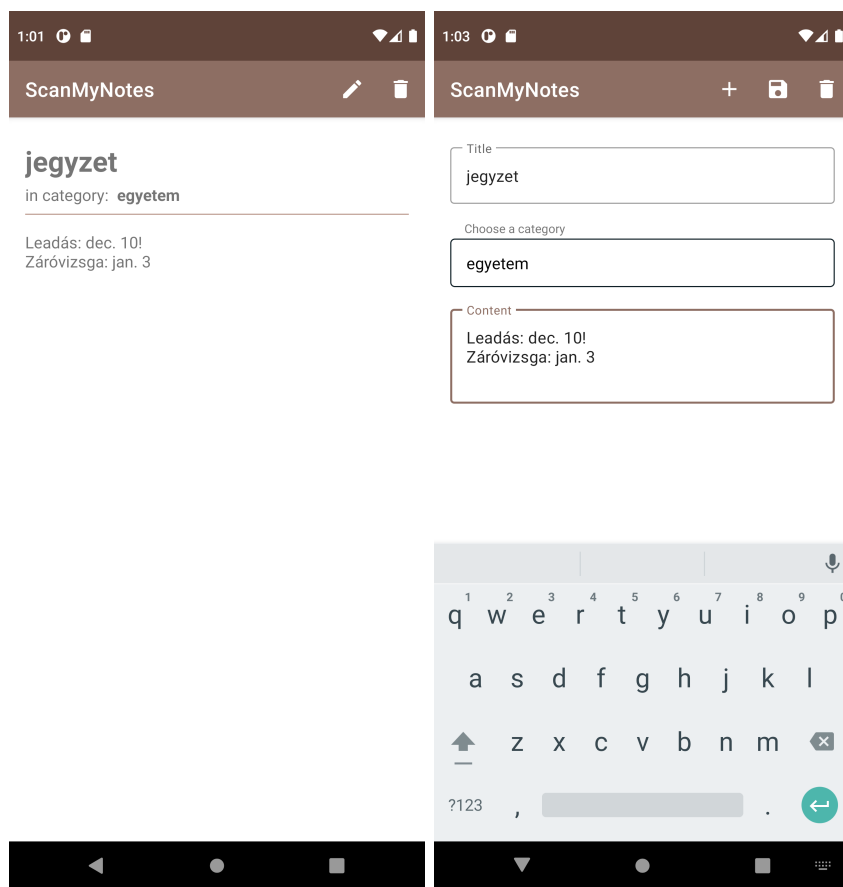 1:01
ScanMyNotes
jegyzet
in category: egyetem
Leadás: dec. 10!
Záróvizsga: jan. 3
1:03
ScanMyNotes
Title
jegyzet
Choose a category
egyetem
Content
Leadás: dec. 10!
Záróvizsga: jan. 3
1 2 3 4 5 6 7 8 9 0
q w e r t y u i o p
a s d f g h j k l
z x c v b n m
?123 , .